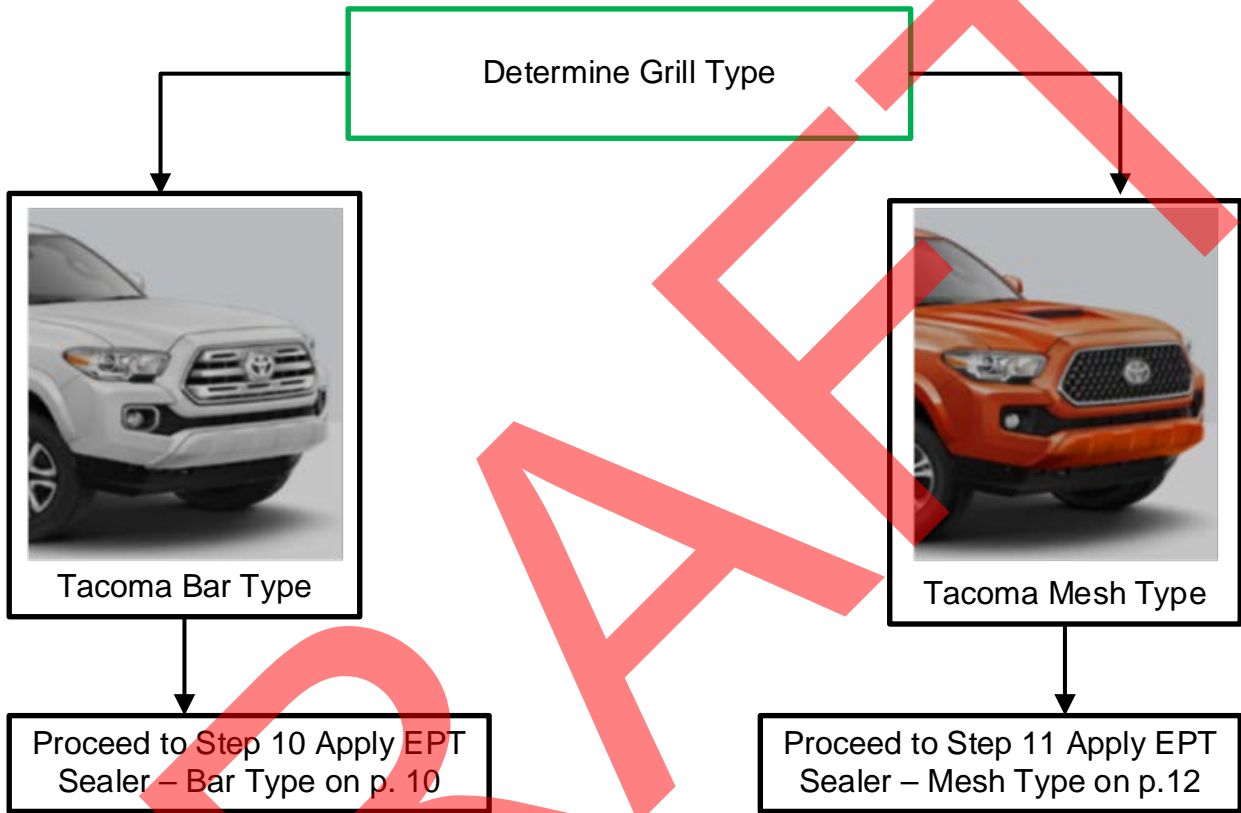 Determine Grill Type
Tacoma Bar Type
Tacoma Mesh Type
Proceed to Step 10 Apply EPT
Sealer – Bar Type on p. 10
Proceed to Step 11 Apply EPT
Sealer – Mesh Type on p.12
DRAFT